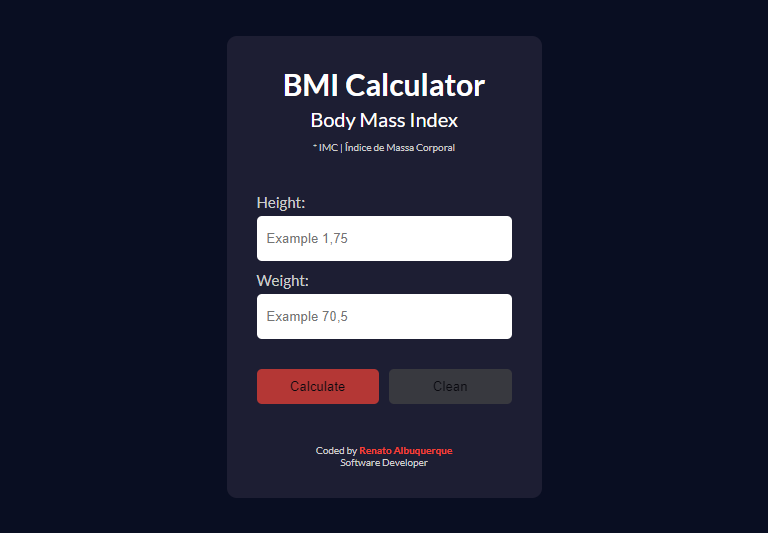 BMI Calculator
Body Mass Index
* IMC | Índice de Massa Corporal
Height:
Example 1,75
Weight:
Example 70,5
Calculate Clean
Coded by Renato Albuquerque
Software Developer